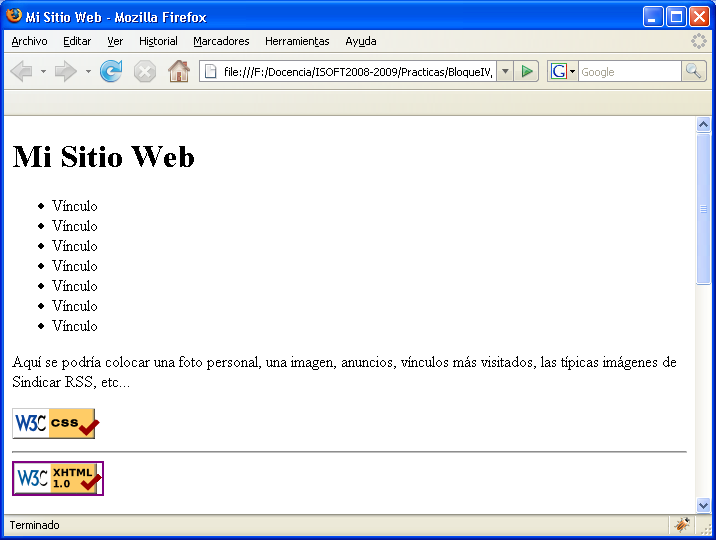 Mi Sitio Web - Mozilla Firefox
Archivo Editar Ver Historial Marcadores Herramientas Ayuda
file:///F:/Docencia/ISOFT2008-2009/Practicas/BloqueIV, G Google
Mi Sitio Web
Vínculo
Vínculo
Vínculo
Vínculo
Vínculo
Vínculo
Vínculo
Aquí se podría colocar una foto personal, una imagen, anuncios, vínculos más visitados, las típicas imágenes de
Sindicar RSS, etc...
W3C css
W3C XHTML
1.0
Terminado